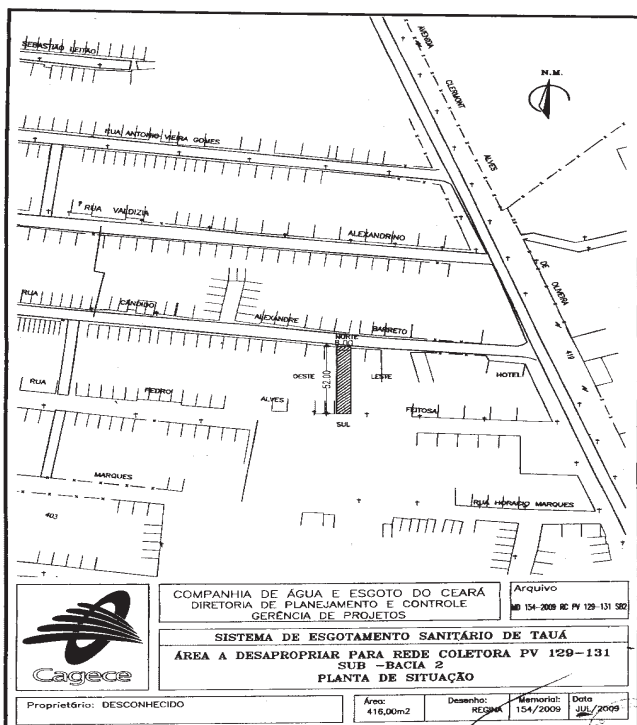 SEBASTIÃO LEITÃO
AVENIDA CLERMONT ALVES DE OLIVEIRA
N.M.
RUA ANTONIO VIEIRA GOMES
RUA VALDIZIA ALEXANDRINO
RUA CÂNDIDO ALEXANDRE BARRETO
NORTE
8.00
OESTE
52.00
LESTE
HOTEL
419
RUA PEDRO ALVES FEITOSA
SUL
MARQUES
RUA HORACIO MARQUES
403
Cagece
COMPANHIA DE ÁGUA E ESGOTO DO CEARÁ
DIRETORIA DE PLANEJAMENTO E CONTROLE
GERÊNCIA DE PROJETOS
Arquivo
MD 154-2009 RC PV 129-131 SB2
SISTEMA DE ESGOTAMENTO SANITÁRIO DE TAUÁ
ÁREA A DESAPROPRIAR PARA REDE COLETORA PV 129-131
SUB -BACIA 2
PLANTA DE SITUAÇÃO
Proprietário: DESCONHECIDO
Área:
416,00m2
Desenho:
REGINA
Memorial:
154/2009
Data
JUL/2009